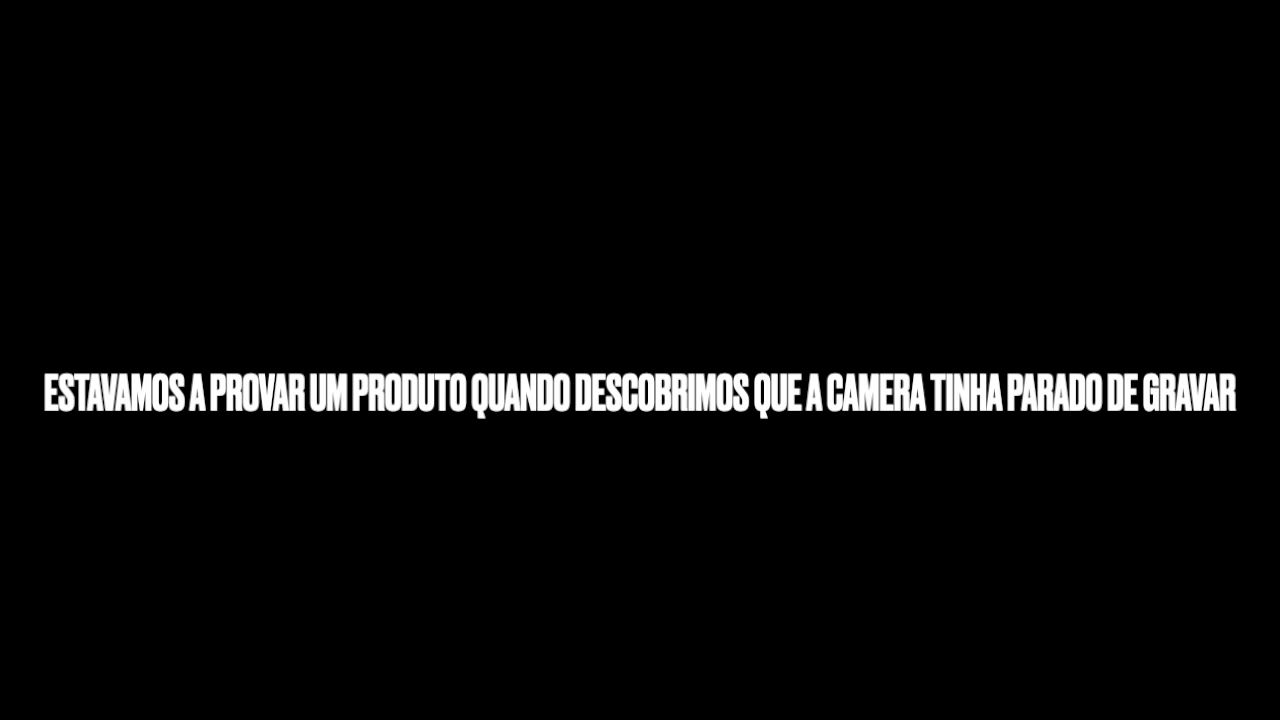 ESTAVAMOS A PROVAR UM PRODUTO QUANDO DESCOBRIMOS QUE A CAMERA TINHA PARADO DE GRAVAR